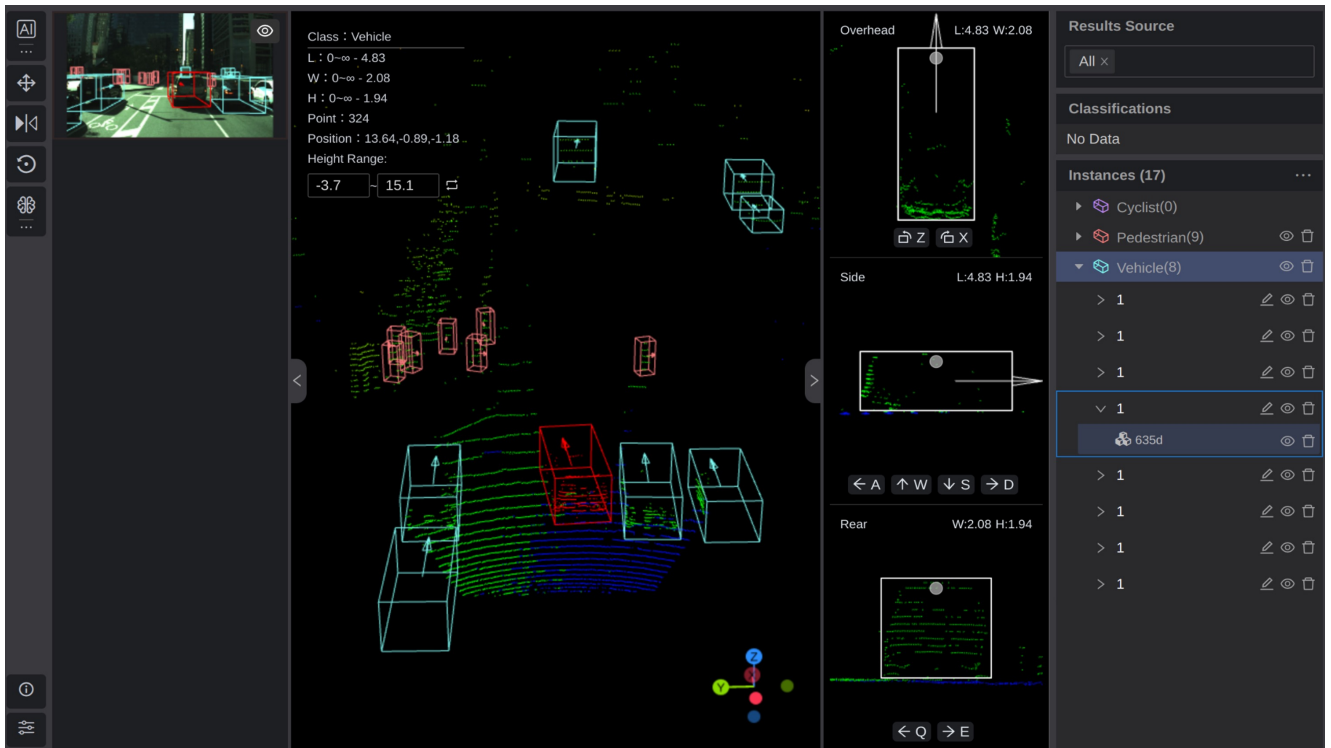 AI
...
...
Class：Vehicle
L：0~∞ - 4.83
W：0~∞ - 2.08
H：0~∞ - 1.94
Point：324
Position：13.64,-0.89,-1.18
Height Range:
-3.7 ~ 15.1
Z
X
Y
Overhead L:4.83 W:2.08
Z X
Side L:4.83 H:1.94
A W S D
Rear W:2.08 H:1.94
Q E
Results Source
All ×
Classifications
No Data
Instances (17) ...
Cyclist(0)
Pedestrian(9)
Vehicle(8)
1
1
1
1
635d
1
1
1
1